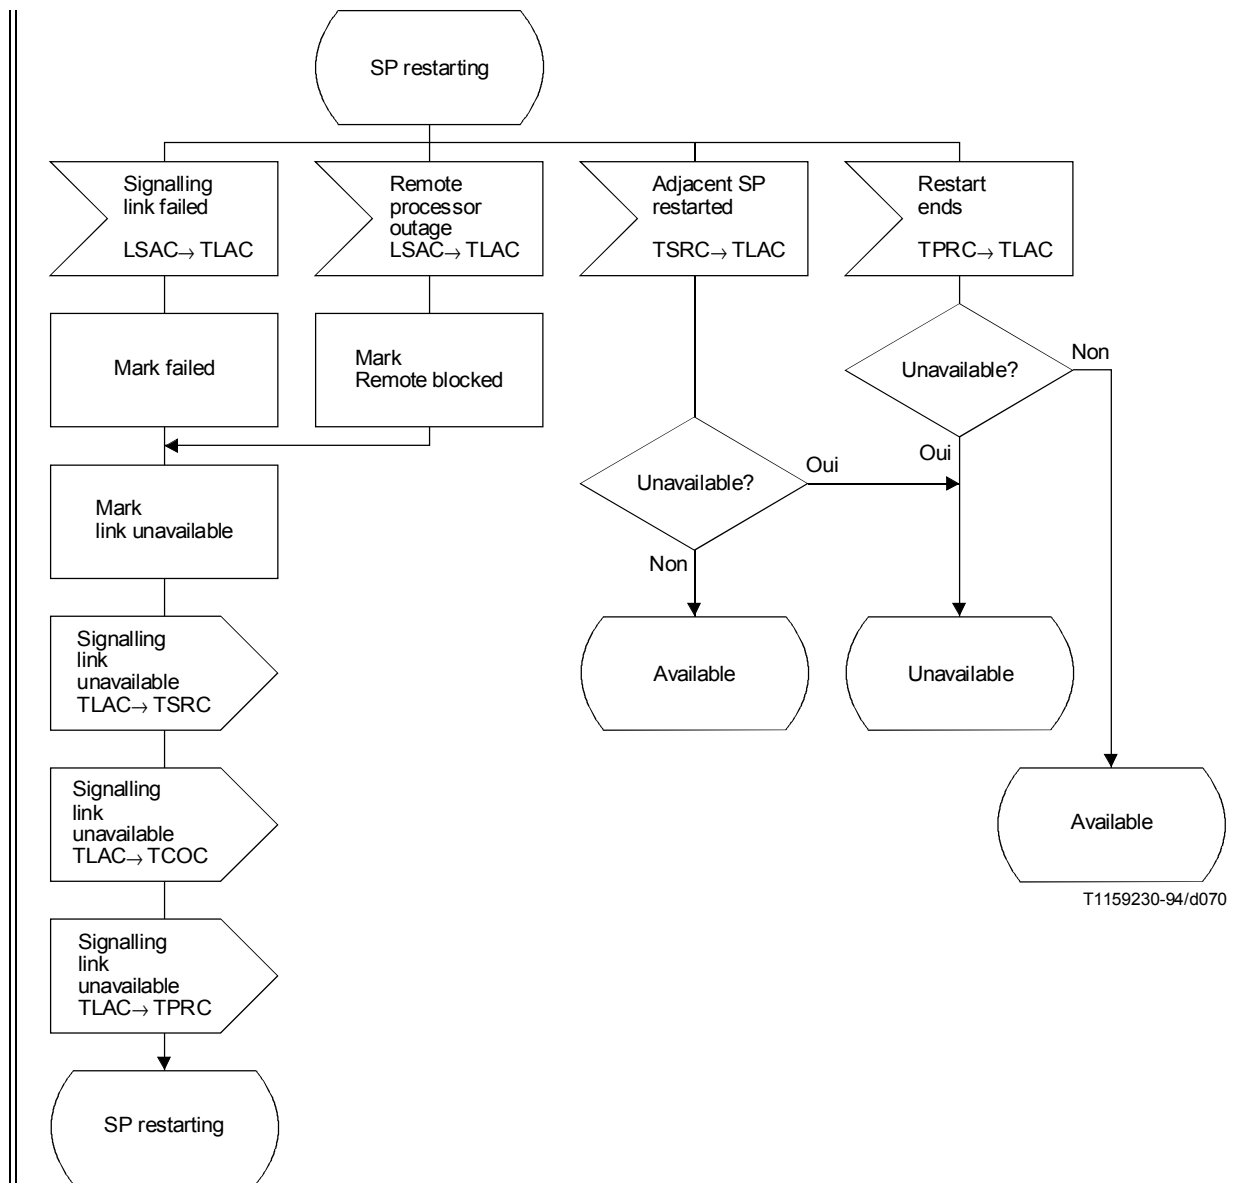 SP restarting
Signalling
link failed
LSAC→ TLAC
Remote
processor
outage
LSAC→ TLAC
Adjacent SP
restarted
TSRC→ TLAC
Restart
ends
TPRC→ TLAC
Mark failed
Mark
Remote blocked
Unavailable?
Non
Oui
Mark
link unavailable
Unavailable?
Oui
Non
Signalling
link
unavailable
TLAC→ TSRC
Available
Unavailable
Signalling
link
unavailable
TLAC→ TCOC
Available
T1159230-94/d070
Signalling
link
unavailable
TLAC→ TPRC
SP restarting